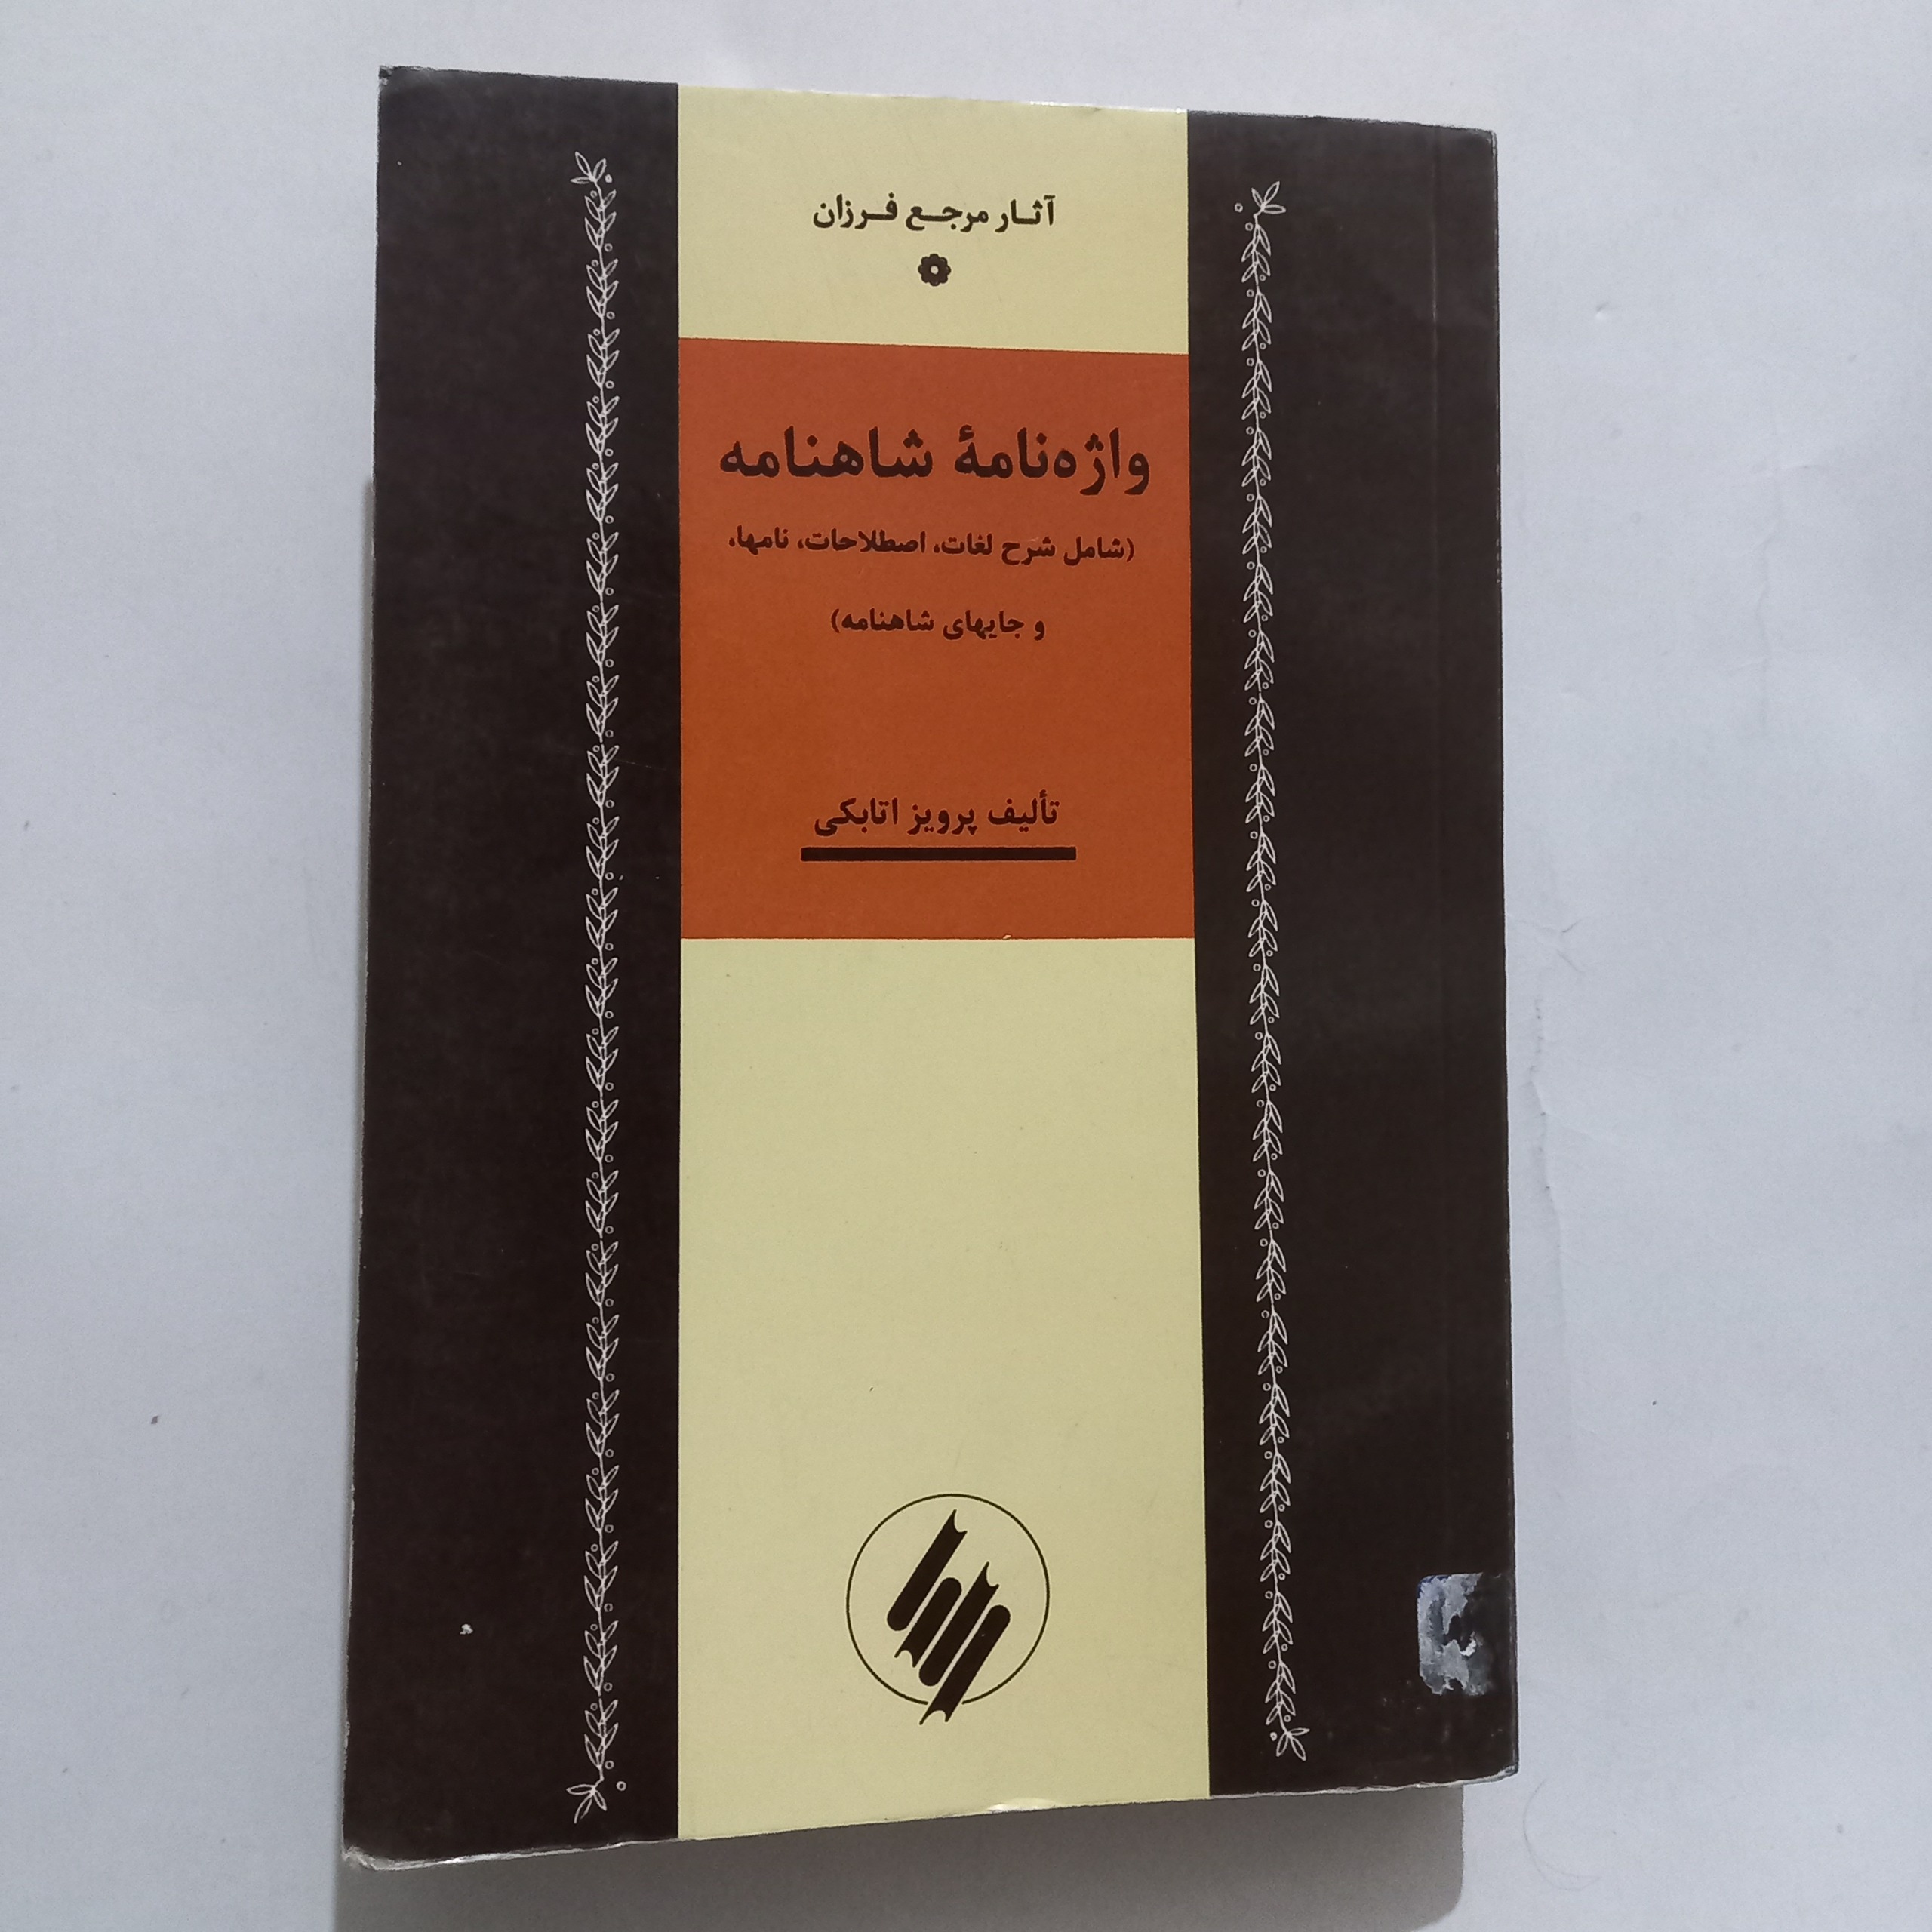 آثار مرجع فرزان
واژه‌نامهٔ شاهنامه
(شامل شرح لغات، اصطلاحات، نامها،
و جایهای شاهنامه)
تألیف پرویز اتابکی